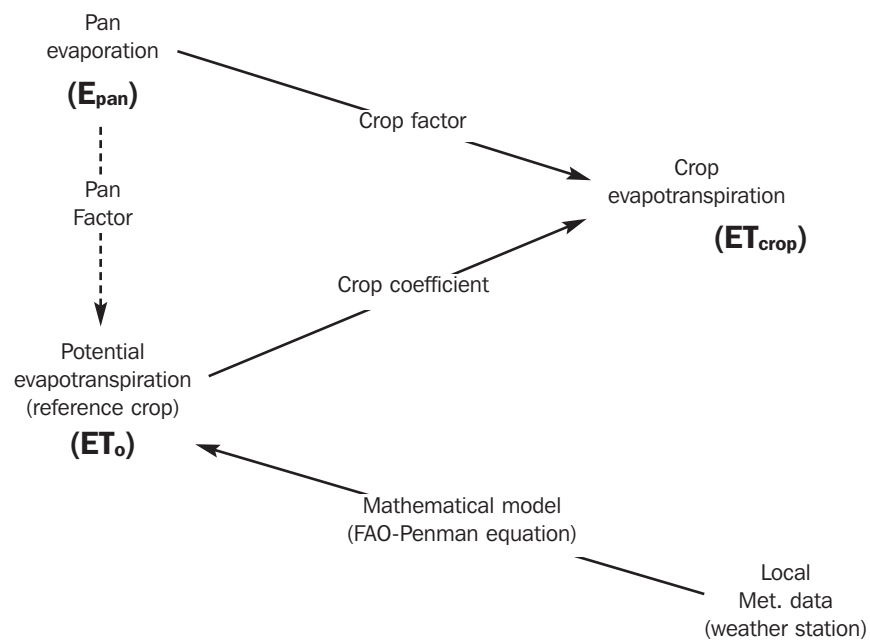 Pan
evaporation
(Epan)
Crop factor
Crop
evapotranspiration
(ETcrop)
Pan
Factor
Crop coefficient
Potential
evapotranspiration
(reference crop)
(ETo)
Mathematical model
(FAO-Penman equation)
Local
Met. data
(weather station)